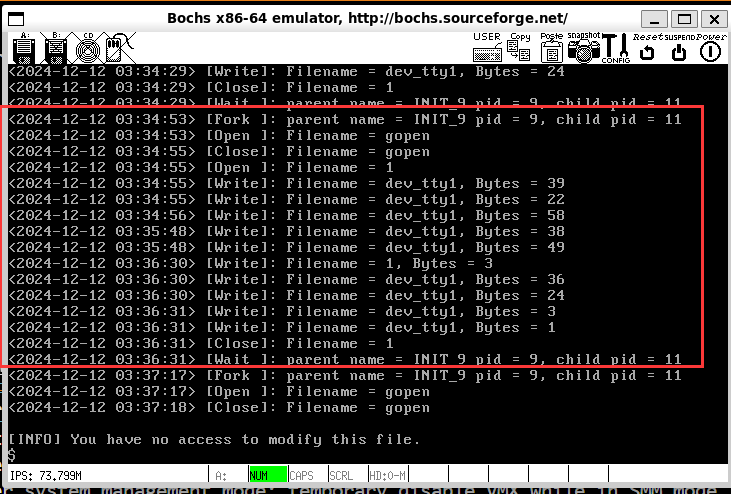 Bochs x86-64 emulator, http://bochs.sourceforge.net/
A: B: CD USER Copy Paste snapshot CONFIG Reset SUSPEND Power
<2024-12-12 03:34:29> [Write]: Filename = dev_tty1, Bytes = 24
<2024-12-12 03:34:29> [Close]: Filename = 1
<2024-12-12 03:34:29> [Wait ]: parent name = INIT_9 pid = 9, child pid = 11
<2024-12-12 03:34:53> [Fork ]: parent name = INIT_9 pid = 9, child pid = 11
<2024-12-12 03:34:53> [Open ]: Filename = gopen
<2024-12-12 03:34:55> [Close]: Filename = gopen
<2024-12-12 03:34:55> [Open ]: Filename = 1
<2024-12-12 03:34:55> [Write]: Filename = dev_tty1, Bytes = 39
<2024-12-12 03:34:55> [Write]: Filename = dev_tty1, Bytes = 22
<2024-12-12 03:34:56> [Write]: Filename = dev_tty1, Bytes = 58
<2024-12-12 03:35:48> [Write]: Filename = dev_tty1, Bytes = 38
<2024-12-12 03:35:48> [Write]: Filename = dev_tty1, Bytes = 49
<2024-12-12 03:36:30> [Write]: Filename = 1, Bytes = 3
<2024-12-12 03:36:30> [Write]: Filename = dev_tty1, Bytes = 36
<2024-12-12 03:36:30> [Write]: Filename = dev_tty1, Bytes = 24
<2024-12-12 03:36:31> [Write]: Filename = dev_tty1, Bytes = 3
<2024-12-12 03:36:31> [Write]: Filename = dev_tty1, Bytes = 1
<2024-12-12 03:36:31> [Close]: Filename = 1
<2024-12-12 03:36:31> [Wait ]: parent name = INIT_9 pid = 9, child pid = 11
<2024-12-12 03:37:17> [Fork ]: parent name = INIT_9 pid = 9, child pid = 11
<2024-12-12 03:37:17> [Open ]: Filename = gopen
<2024-12-12 03:37:18> [Close]: Filename = gopen
[INFO] You have no access to modify this file.
$
IPS: 73.799M A: NUM CAPS SCRL HD:0-M
er system management mode: temporary disable VMX while in SMM mode